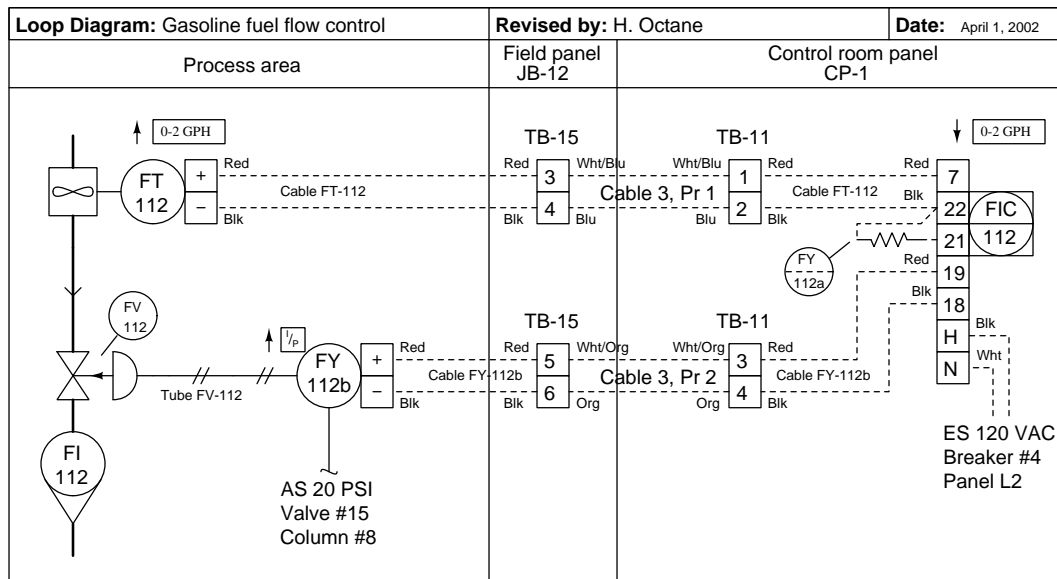 Loop Diagram: Gasoline fuel flow control
Revised by: H. Octane
Date: April 1, 2002
Process area
Field panel
JB-12
Control room panel
CP-1
0-2 GPH
TB-15
TB-11
0-2 GPH
FT
112
+
−
Red
Blk
Cable FT-112
Red
Blk
3
4
Wht/Blu
Blu
Cable 3, Pr 1
Wht/Blu
Blu
1
2
Red
Blk
Cable FT-112
Red
Blk
7
22
21
19
18
H
N
FIC
112
FY
112a
Red
Blk
Blk
Wht
FV
112
I/P
TB-15
TB-11
FY
112b
+
−
Red
Blk
Cable FY-112b
Red
Blk
5
6
Wht/Org
Org
Cable 3, Pr 2
Wht/Org
Org
3
4
Red
Blk
Cable FY-112b
Tube FV-112
FI
112
AS 20 PSI
Valve #15
Column #8
ES 120 VAC
Breaker #4
Panel L2